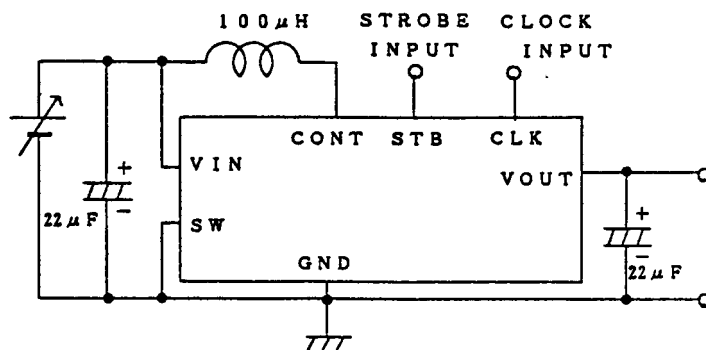 100μH
STROBE INPUT
CLOCK INPUT
CONT
STB
CLK
VIN
VOUT
+
-
22μF
SW
+
-
22μF
GND